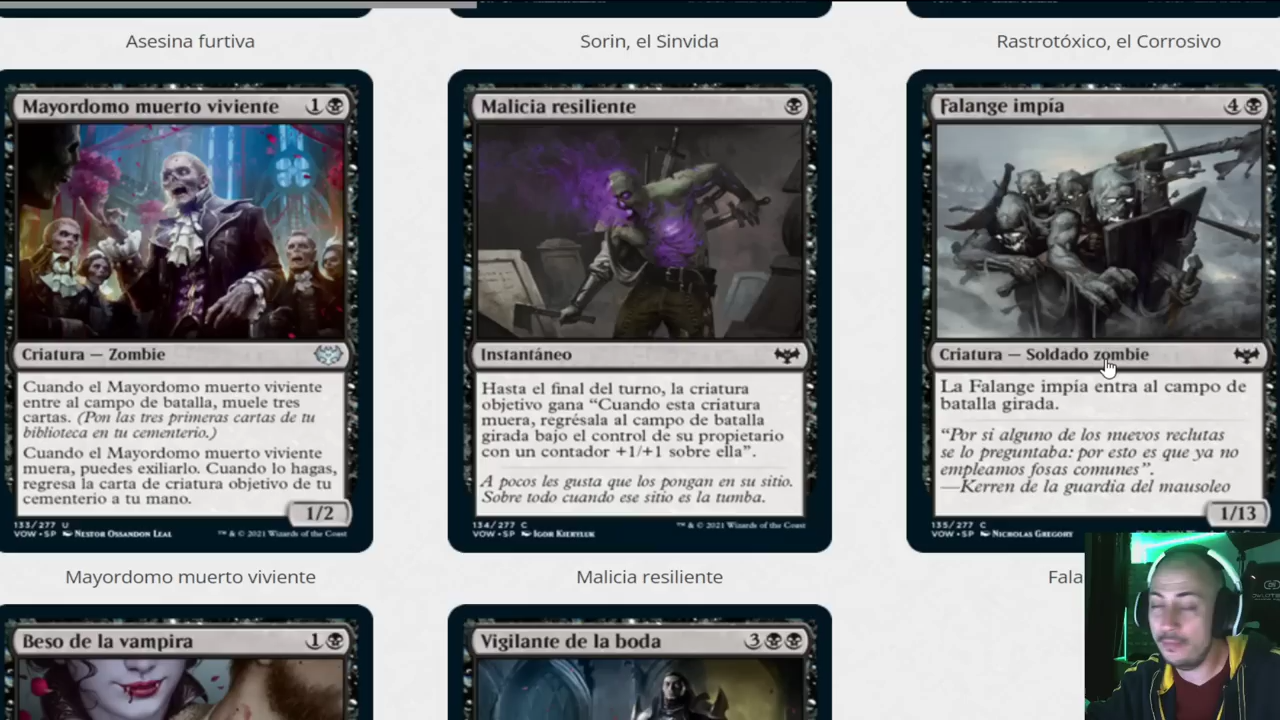 Asesina furtiva
Sorin, el Sinvida
Rastrotóxico, el Corrosivo
Mayordomo muerto viviente 1
Criatura — Zombie
Cuando el Mayordomo muerto viviente
entre al campo de batalla, muele tres
cartas. (Pon las tres primeras cartas de tu
biblioteca en tu cementerio.)
Cuando el Mayordomo muerto viviente
muera, puedes exiliarlo. Cuando lo hagas,
regresa la carta de criatura objetivo de tu
cementerio a tu mano.
1/2
133/277 U
VOW • SP Nestor Ossandon Leal
™ & © 2021 Wizards of the Coast
Malicia resiliente
Instantáneo
Hasta el final del turno, la criatura
objetivo gana “Cuando esta criatura
muera, regrésala al campo de batalla
girada bajo el control de su propietario
con un contador +1/+1 sobre ella”.
A pocos les gusta que los pongan en su sitio.
Sobre todo cuando ese sitio es la tumba.
134/277 C
VOW • SP Igor Kieryluk
™ & © 2021 Wizards of the Coast
Falange impía 4
Criatura — Soldado zombie
La Falange impía entra al campo de
batalla girada.
“Por si alguno de los nuevos reclutas
se lo preguntaba: por esto es que ya no
empleamos fosas comunes”.
—Kerren de la guardia del mausoleo
1/13
135/277 C
VOW • SP Nicholas Gregory
Mayordomo muerto viviente
Malicia resiliente
Fala
Beso de la vampira 1
Vigilante de la boda 3